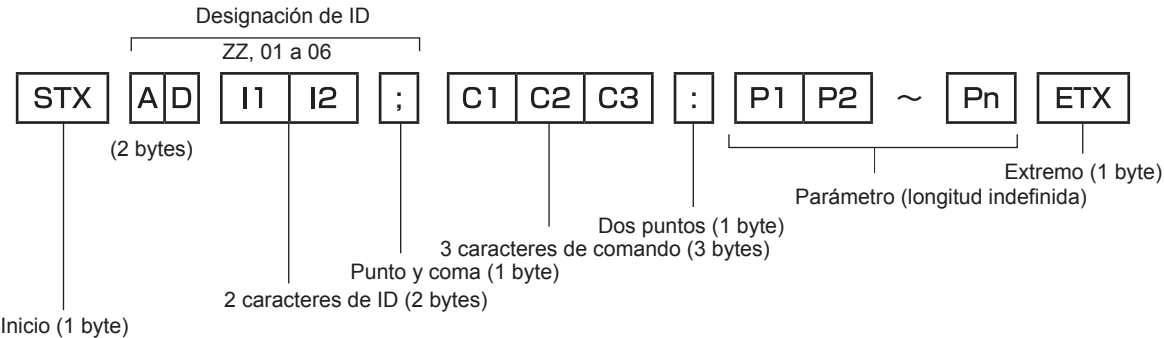 Designación de ID
ZZ, 01 a 06
STX AD I1 I2 ; C1 C2 C3 : P1 P2 ～ Pn ETX
(2 bytes)
Extremo (1 byte)
Parámetro (longitud indefinida)
Dos puntos (1 byte)
3 caracteres de comando (3 bytes)
Punto y coma (1 byte)
2 caracteres de ID (2 bytes)
Inicio (1 byte)